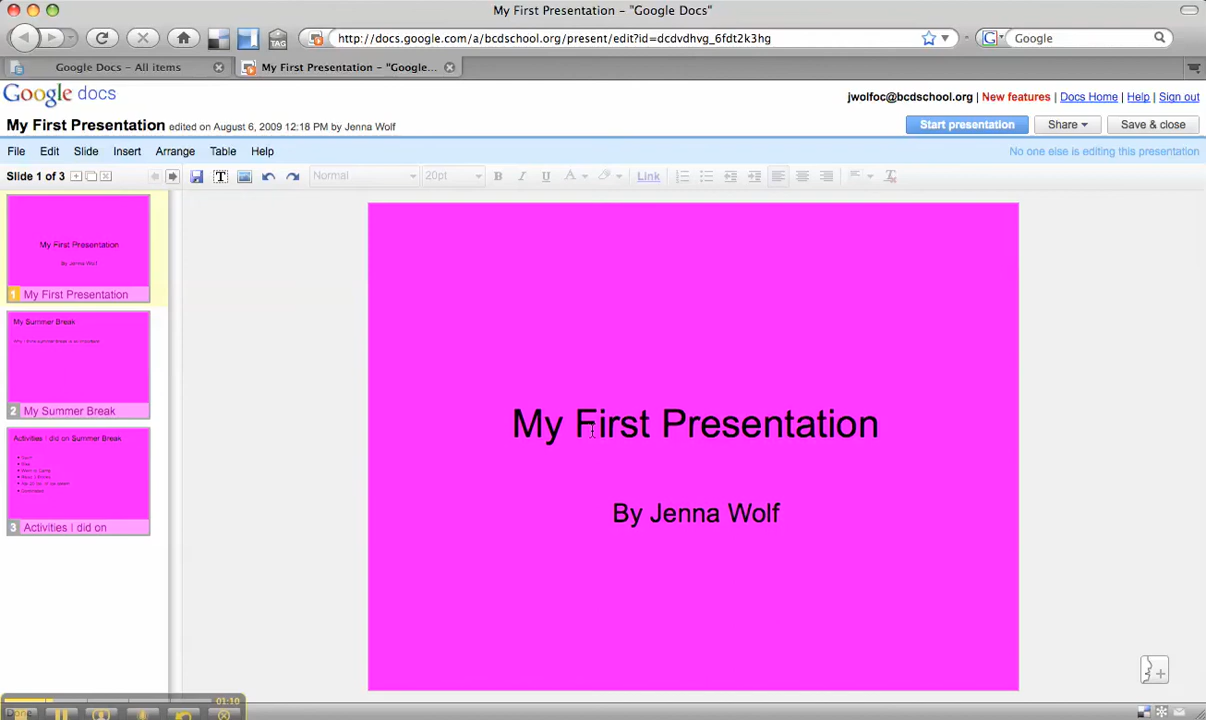 My First Presentation - "Google Docs"
http://docs.google.com/a/bcdschool.org/present/edit?id=dcdvdhvg_6fdt2k3hg
G Google
TAG
Google Docs - All items
My First Presentation - "Google...
Google docs
jwolfoc@bcdschool.org | New features | Docs Home | Help | Sign out
My First Presentation edited on August 6, 2009 12:18 PM by Jenna Wolf
Start presentation Share Save & close
File Edit Slide Insert Arrange Table Help
No one else is editing this presentation
Slide 1 of 3
T Normal 20pt B I U A Link
My First Presentation
By Jenna Wolf
1 My First Presentation
My Summer Break
2 My Summer Break
Activities I did on Summer Break
3 Activities I did on
My First Presentation
By Jenna Wolf
01:10
Done